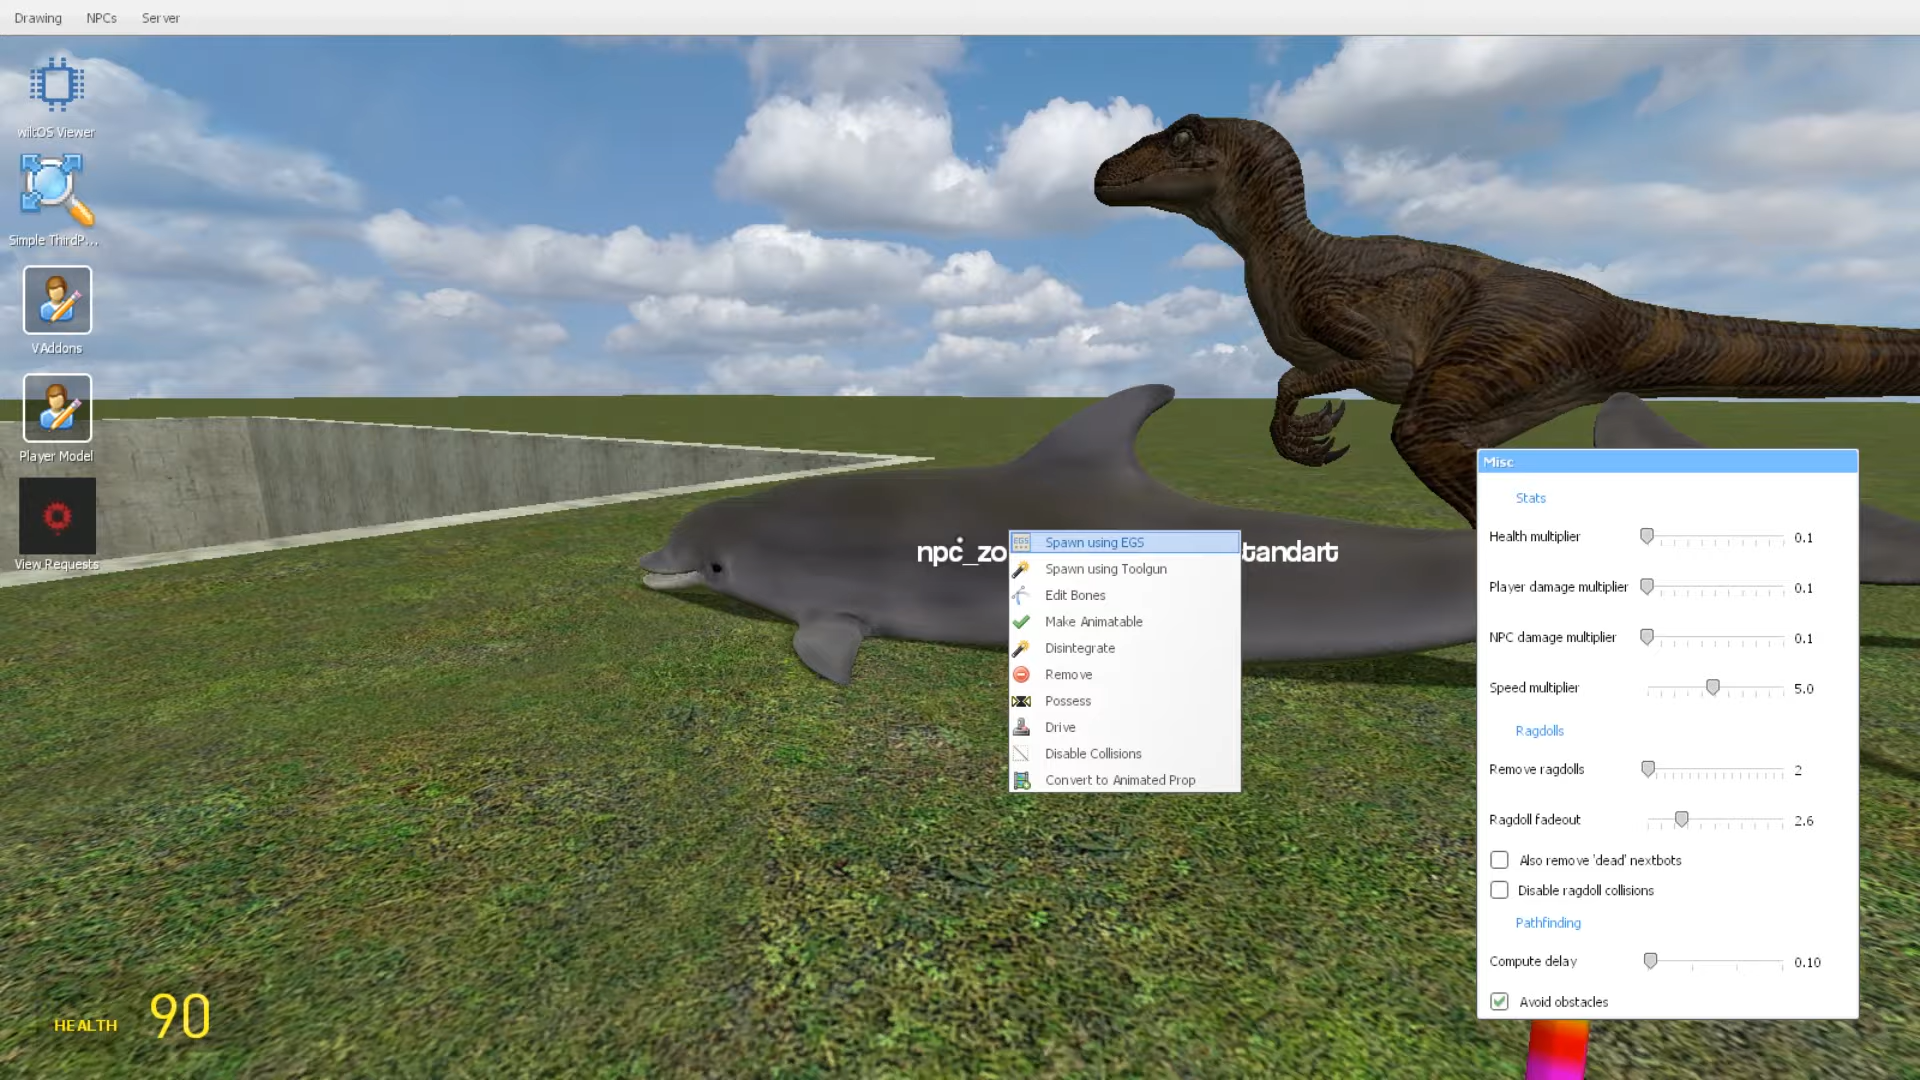 Drawing NPCs Server
wiltOS Viewer
Simple ThirdP...
VAddons
Player Model
View Requests
npc_zo
tandart
Spawn using EGS
Spawn using Toolgun
Edit Bones
Make Animatable
Disintegrate
Remove
Possess
Drive
Disable Collisions
Convert to Animated Prop
Misc
Stats
Health multiplier 0.1
Player damage multiplier 0.1
NPC damage multiplier 0.1
Speed multiplier 5.0
Ragdolls
Remove ragdolls 2
Ragdoll fadeout 2.6
Also remove 'dead' nextbots
Disable ragdoll collisions
Pathfinding
Compute delay 0.10
Avoid obstacles
HEALTH 90